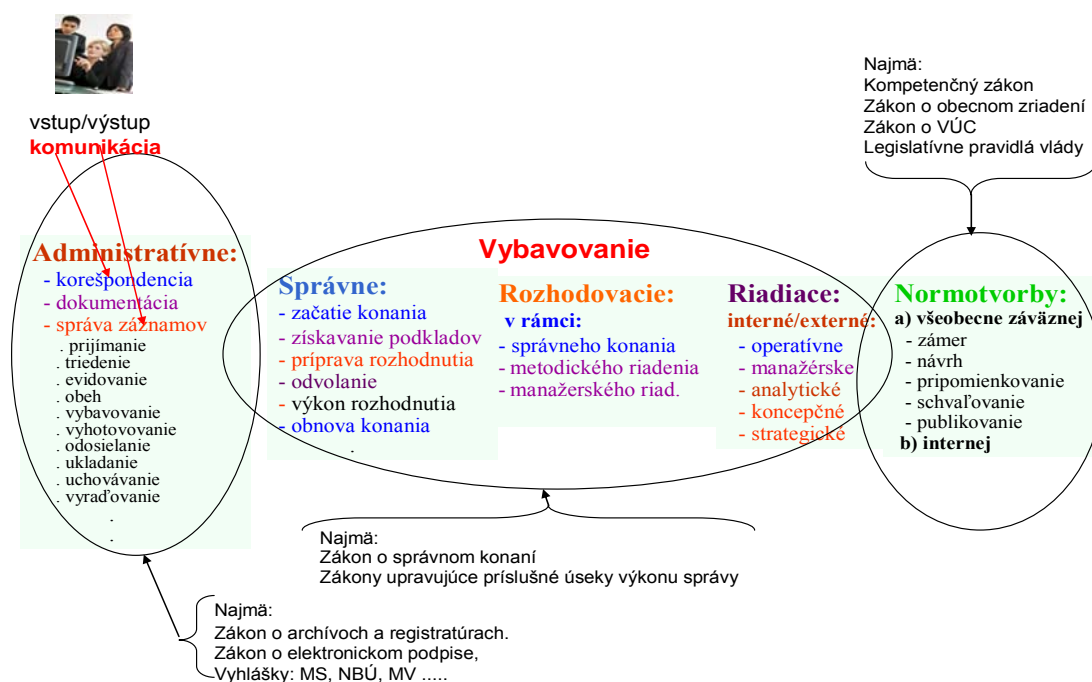 vstup/výstup
komunikácia
Administratívne:
- korešpondencia
- dokumentácia
- správa záznamov
. prijímanie
. triedenie
. evidovanie
. obeh
. vybavovanie
. vyhotovovanie
. odosielanie
. ukladanie
. uchovávanie
. vyraďovanie
.
.
Vybavovanie
Správne:
- začatie konania
- získavanie podkladov
- príprava rozhodnutia
- odvolanie
- výkon rozhodnutia
- obnova konania
.
Rozhodovacie:
v rámci:
- správneho konania
- metodického riadenia
- manažerského riad.
Riadiace:
interné/externé:
- operatívne
- manažérske
- analytické
- koncepčné
- strategické
Najmä:
Kompetenčný zákon
Zákon o obecnom zriadení
Zákon o VÚC
Legislatívne pravidlá vlády
Normotvorby:
a) všeobecne záväznej
- zámer
- návrh
- pripomienkovanie
- schvaľovanie
- publikovanie
b) internej
Najmä:
Zákon o správnom konaní
Zákony upravujúce príslušné úseky výkonu správy
Najmä:
Zákon o archívoch a registratúrach.
Zákon o elektronickom podpise,
Vyhlášky: MS, NBÚ, MV .....